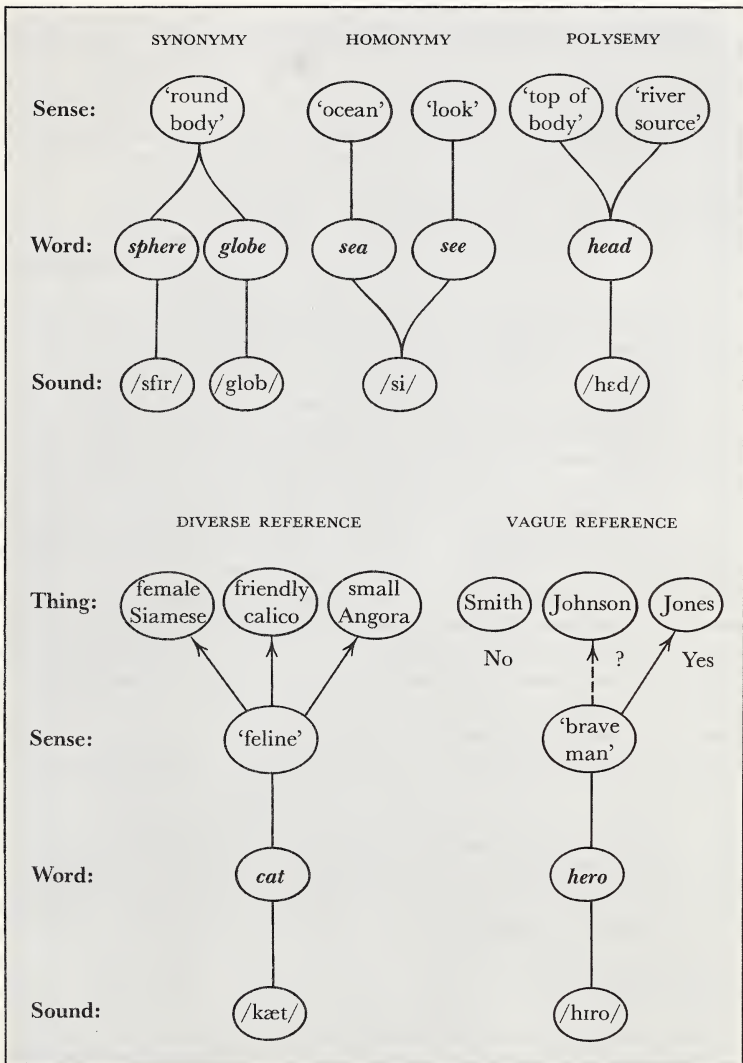 SYNONYMY HOMONYMY POLYSEMY
Sense: ‘round body’ ‘ocean’ ‘look’ ‘top of body’ ‘river source’
Word: sphere globe sea see head
Sound: /sfɪr/ /glob/ /si/ /hɛd/
DIVERSE REFERENCE VAGUE REFERENCE
Thing: female Siamese friendly calico small Angora Smith Johnson Jones
No ? Yes
Sense: ‘feline’ ‘brave man’
Word: cat hero
Sound: /kæt/ /hɪro/